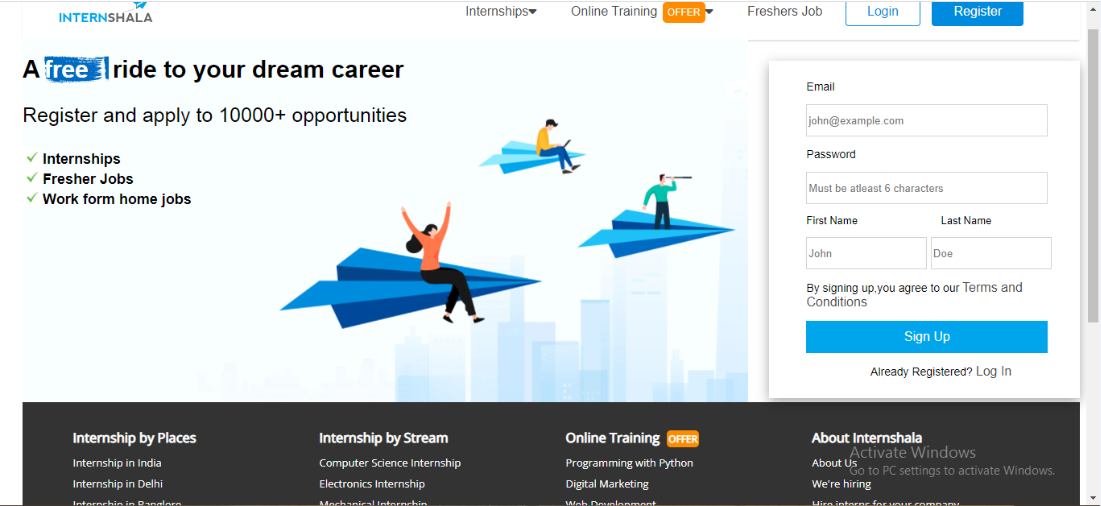 INTERNSHALA
Internships
Online Training OFFER
Freshers Job
Login
Register
A free ride to your dream career
Register and apply to 10000+ opportunities
Internships
Fresher Jobs
Work form home jobs
Email
john@example.com
Password
Must be atleast 6 characters
First Name Last Name
John Doe
By signing up,you agree to our Terms and
Conditions
Sign Up
Already Registered? Log In
Internship by Places
Internship in India
Internship in Delhi
Internship in Banglore
Internship by Stream
Computer Science Internship
Electronics Internship
Mechanical Internship
Online Training OFFER
Programming with Python
Digital Marketing
Web Development
About Internshala
About Us
We're hiring
Hire interns for your company
Activate Windows
Go to PC settings to activate Windows.